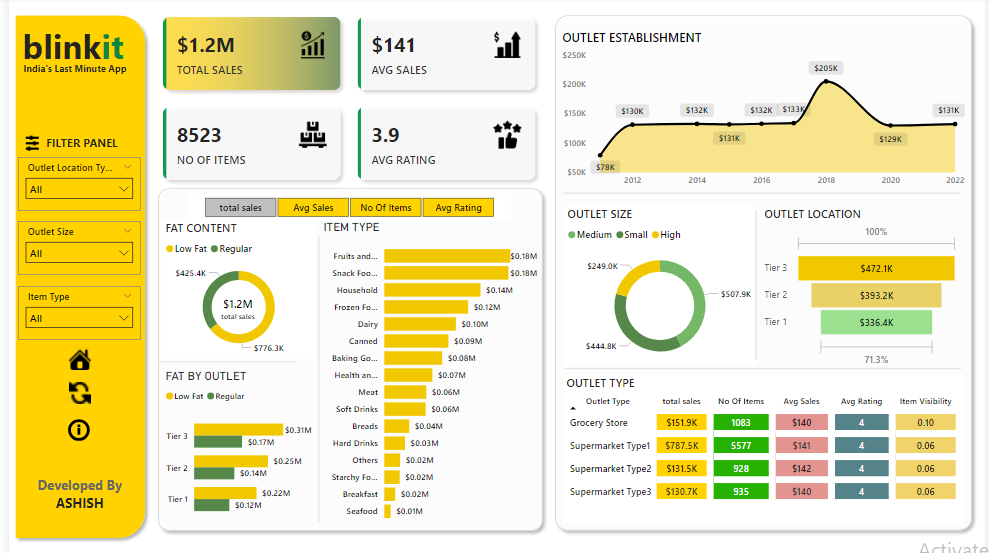 blinkit
India's Last Minute App
FILTER PANEL
Outlet Location Ty...
All
Outlet Size
All
Item Type
All
Developed By
ASHISH
$1.2M
TOTAL SALES
$141
AVG SALES
8523
NO OF ITEMS
3.9
AVG RATING
total sales Avg Sales No Of Items Avg Rating
FAT CONTENT
Low Fat Regular
$425.4K
$1.2M
total sales
$776.3K
FAT BY OUTLET
Low Fat Regular
Tier 3 $0.31M
$0.17M
Tier 2 $0.25M
$0.14M
Tier 1 $0.22M
$0.12M
ITEM TYPE
Fruits and... $0.18M
Snack Foo... $0.18M
Household $0.14M
Frozen Fo... $0.12M
Dairy $0.10M
Canned $0.09M
Baking Go... $0.08M
Health an... $0.07M
Meat $0.06M
Soft Drinks $0.06M
Breads $0.04M
Hard Drinks $0.03M
Others $0.02M
Starchy Fo... $0.02M
Breakfast $0.02M
Seafood $0.01M
OUTLET ESTABLISHMENT
$250K
$200K
$150K
$100K
$50K
$78K $130K $132K $131K $132K $133K $205K $129K $131K
2012 2014 2016 2018 2020 2022
OUTLET SIZE
Medium Small High
$249.0K
$507.9K
$444.8K
OUTLET LOCATION
100%
Tier 3 $472.1K
Tier 2 $393.2K
Tier 1 $336.4K
71.3%
OUTLET TYPE
Outlet Type total sales No Of Items Avg Sales Avg Rating Item Visibility
Grocery Store $151.9K 1083 $140 4 0.10
Supermarket Type1 $787.5K 5577 $141 4 0.06
Supermarket Type2 $131.5K 928 $142 4 0.06
Supermarket Type3 $130.7K 935 $140 4 0.06
Activate